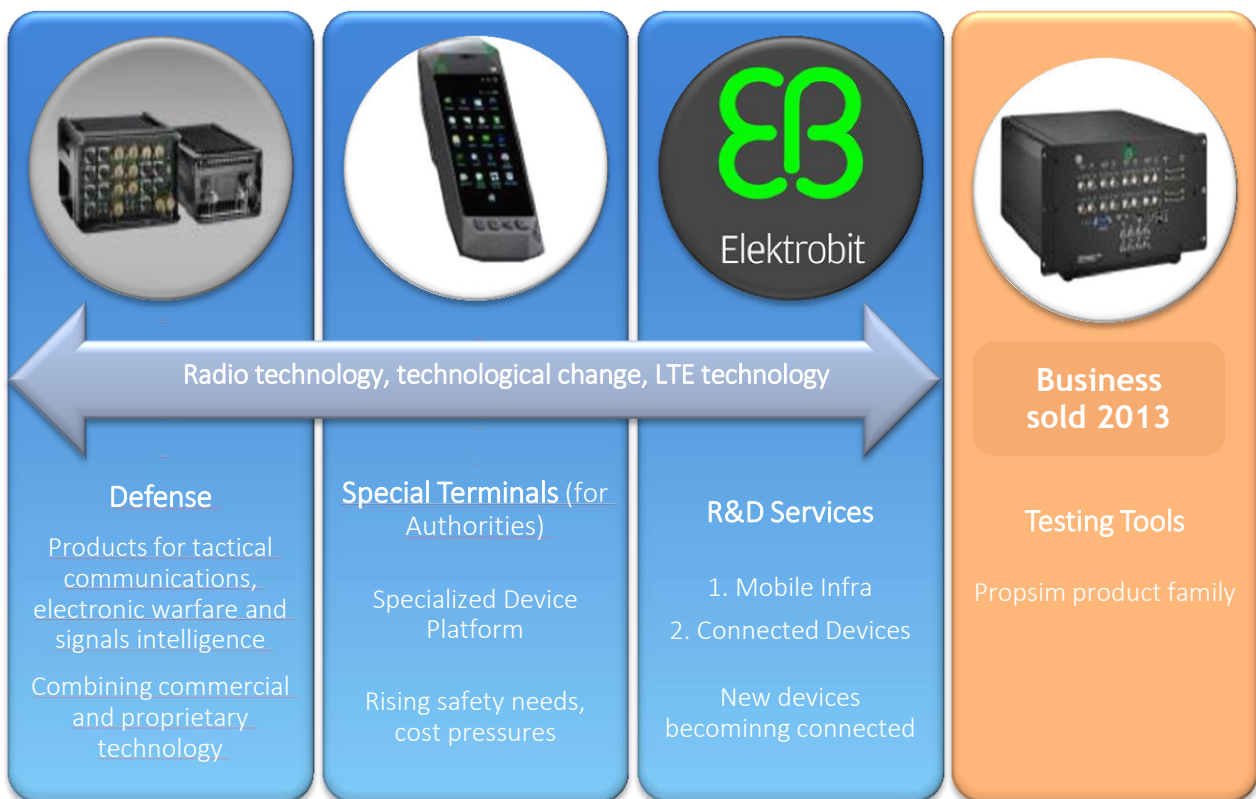 Elektrobit
Radio technology, technological change, LTE technology
Business
sold 2013
Defense
Products for tactical
communications,
electronic warfare and
signals intelligence
Combining commercial
and proprietary
technology
Special Terminals (for
Authorities)
Specialized Device
Platform
Rising safety needs,
cost pressures
R&D Services
1. Mobile Infra
2. Connected Devices
New devices
becominng connected
Testing Tools
Propsim product family